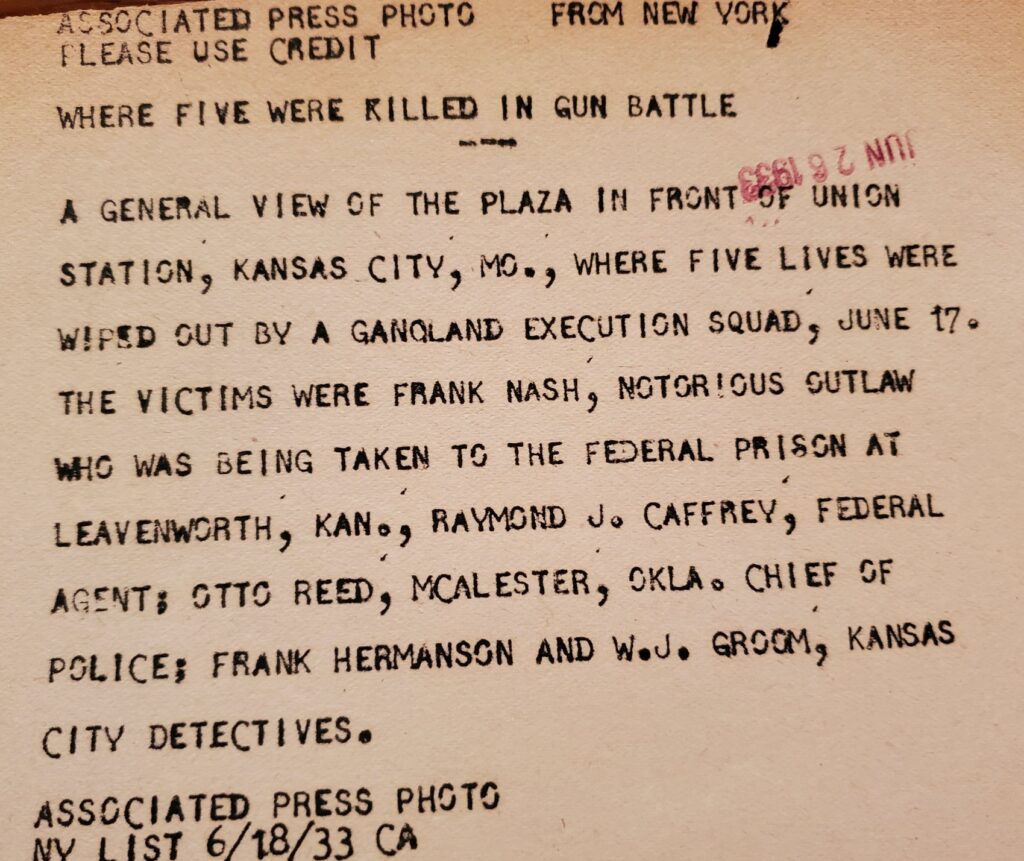 ASSOCIATED PRESS PHOTO FROM NEW YORK
PLEASE USE CREDIT
WHERE FIVE WERE KILLED IN GUN BATTLE
JUN 26 1933
A GENERAL VIEW OF THE PLAZA IN FRONT OF UNION
STATION, KANSAS CITY, MO., WHERE FIVE LIVES WERE
WIPED OUT BY A GANGLAND EXECUTION SQUAD, JUNE 17.
THE VICTIMS WERE FRANK NASH, NOTORIOUS OUTLAW
WHO WAS BEING TAKEN TO THE FEDERAL PRISON AT
LEAVENWORTH, KAN., RAYMOND J. CAFFREY, FEDERAL
AGENT; OTTO REED, MCALESTER, OKLA. CHIEF OF
POLICE; FRANK HERMANSON AND W.J. GROOM, KANSAS
CITY DETECTIVES.
ASSOCIATED PRESS PHOTO
NY LIST 6/18/33 CA